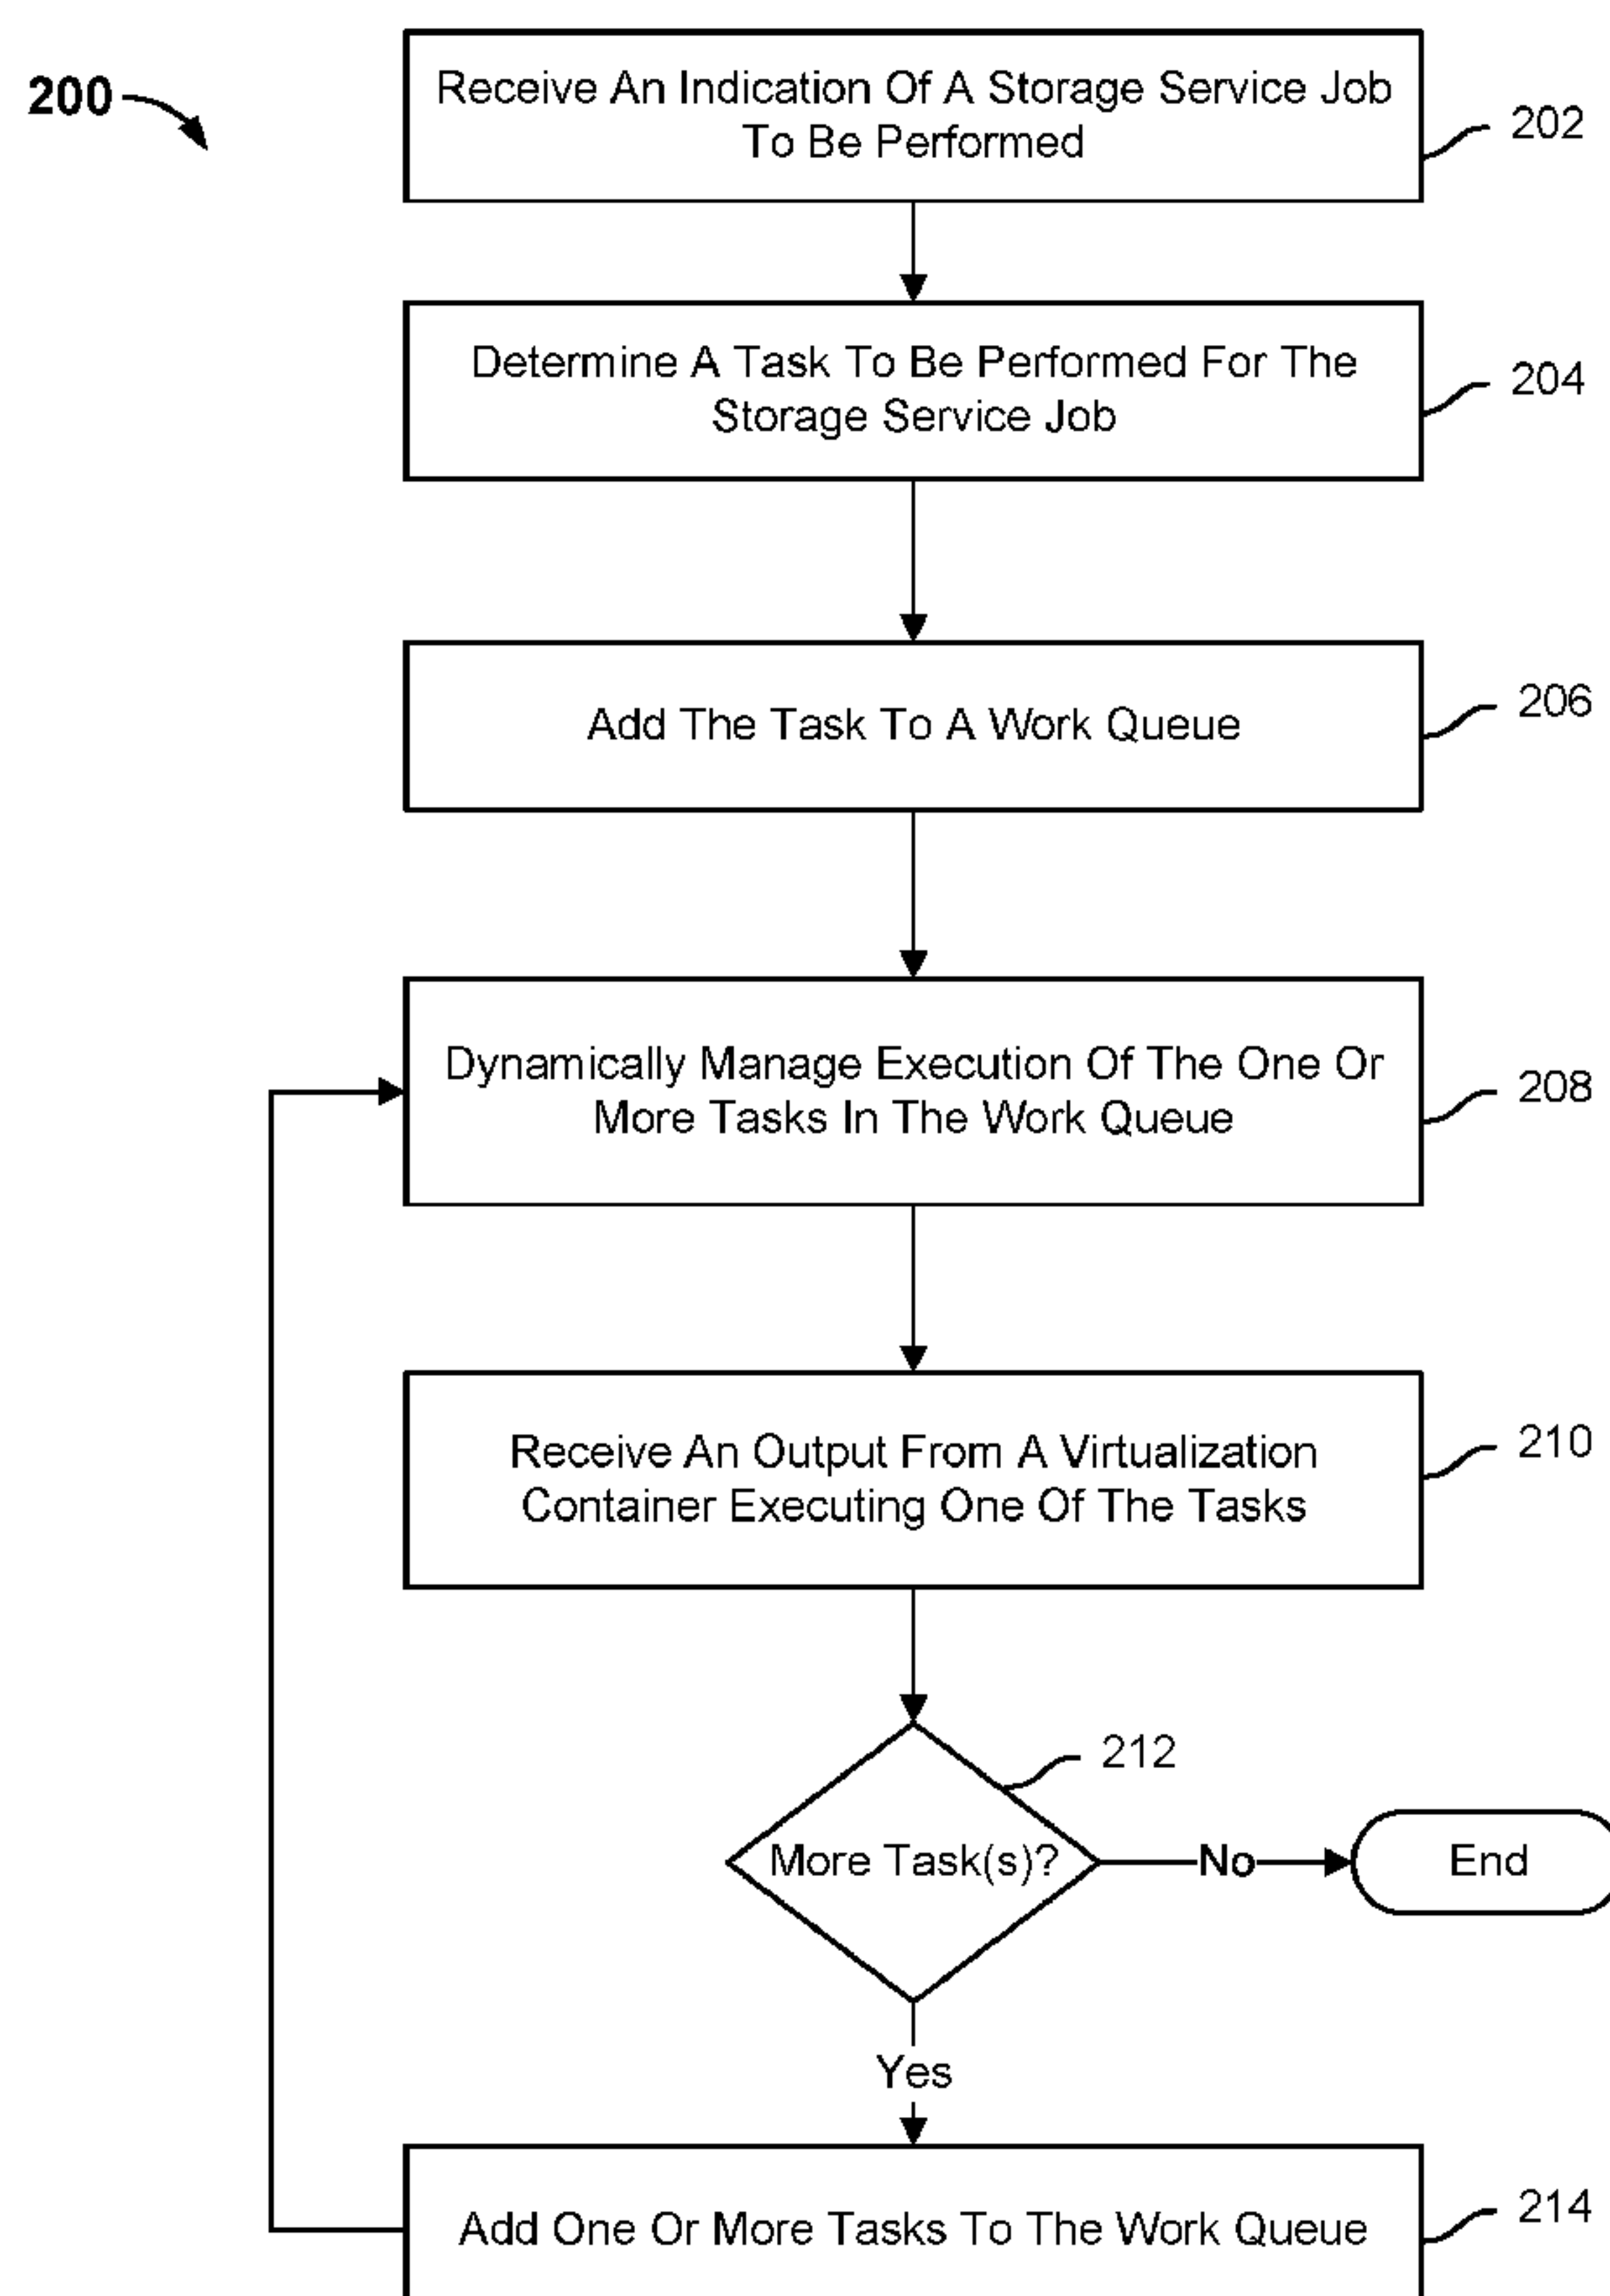 200
Receive An Indication Of A Storage Service Job
To Be Performed
202
Determine A Task To Be Performed For The
Storage Service Job
204
Add The Task To A Work Queue
206
Dynamically Manage Execution Of The One Or
More Tasks In The Work Queue
208
Receive An Output From A Virtualization
Container Executing One Of The Tasks
210
212
More Task(s)?
No
End
Yes
Add One Or More Tasks To The Work Queue
214